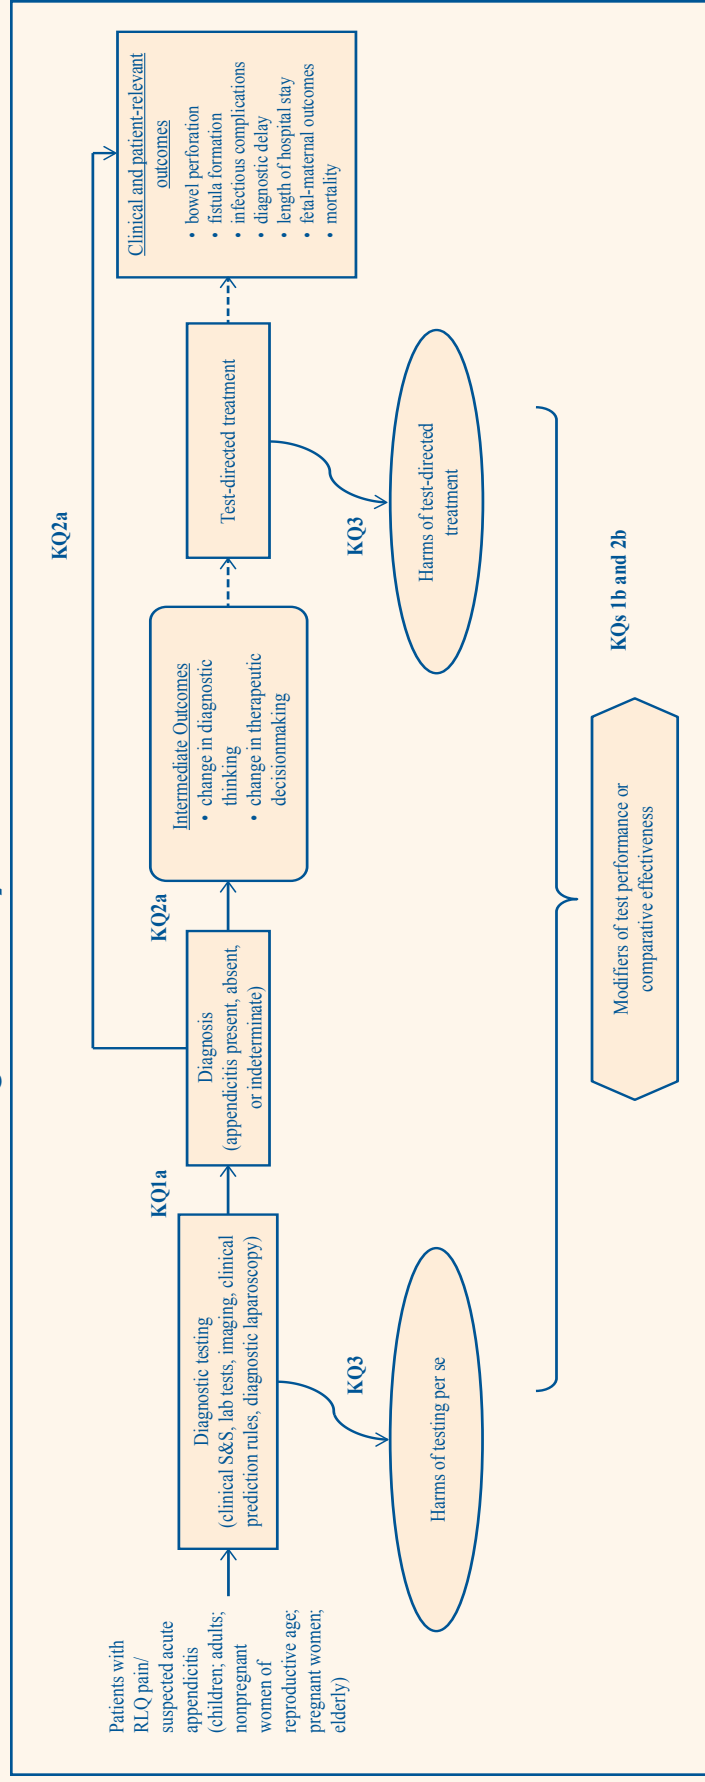 Patients with
RLQ pain/
suspected acute
appendicitis
(children; adults;
nonpregnant
women of
reproductive age;
pregnant women;
elderly)
Diagnostic testing
(clinical S&S, lab tests, imaging, clinical
prediction rules, diagnostic laparoscopy)
KQ3
Harms of testing per se
KQ1a
Diagnosis
(appendicitis present, absent,
or indeterminate)
KQ2a
Intermediate Outcomes
• change in diagnostic
thinking
• change in therapeutic
decisionmaking
KQ2a
Test-directed treatment
KQ3
Harms of test-directed
treatment
Clinical and patient-relevant
outcomes
• bowel perforation
• fistula formation
• infectious complications
• diagnostic delay
• length of hospital stay
• fetal-maternal outcomes
• mortality
KQs 1b and 2b
Modifiers of test performance or
comparative effectiveness